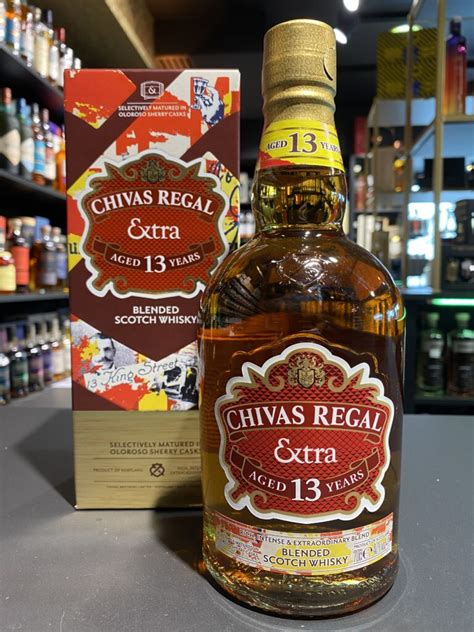 &
SELECTIVELY MATURED IN
OLOROSO SHERRY CASKS
CHIVAS REGAL
Extra
AGED 13 YEARS
BLENDED
SCOTCH WHISKY
13 King Street
SELECTIVELY MATURED IN
OLOROSO SHERRY CASKS
PRODUCT OF SCOTLAND
AGED 13 YEARS
CHIVAS REGAL
Extra
AGED 13 YEARS
RICH, INTENSE & EXTRAORDINARY BLEND
BLENDED
SCOTCH WHISKY